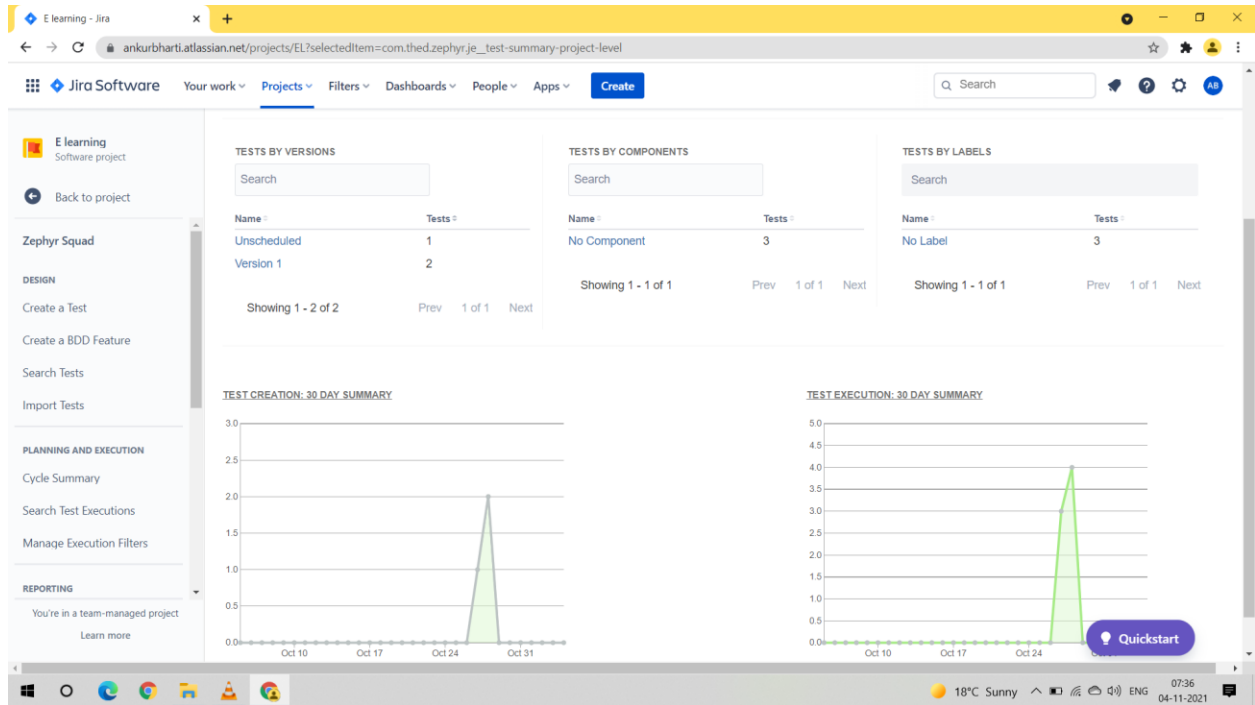 E learning - Jira
ankurbharti.atlassian.net/projects/EL?selectedItem=com.thed.zephyr.je__test-summary-project-level
Jira Software Your work Projects Filters Dashboards People Apps Create Search AB
E learning
Software project
Back to project
Zephyr Squad
DESIGN
Create a Test
Create a BDD Feature
Search Tests
Import Tests
PLANNING AND EXECUTION
Cycle Summary
Search Test Executions
Manage Execution Filters
REPORTING
You're in a team-managed project
Learn more
TESTS BY VERSIONS
Search
Name Tests
Unscheduled 1
Version 1 2
Showing 1 - 2 of 2 Prev 1 of 1 Next
TESTS BY COMPONENTS
Search
Name Tests
No Component 3
Showing 1 - 1 of 1 Prev 1 of 1 Next
TESTS BY LABELS
Search
Name Tests
No Label 3
Showing 1 - 1 of 1 Prev 1 of 1 Next
TEST CREATION: 30 DAY SUMMARY
3.0
2.5
2.0
1.5
1.0
0.5
0.0
Oct 10 Oct 17 Oct 24 Oct 31
TEST EXECUTION: 30 DAY SUMMARY
5.0
4.5
4.0
3.5
3.0
2.5
2.0
1.5
1.0
0.5
0.0
Oct 10 Oct 17 Oct 24
Quickstart
18°C Sunny ENG 07:36
04-11-2021